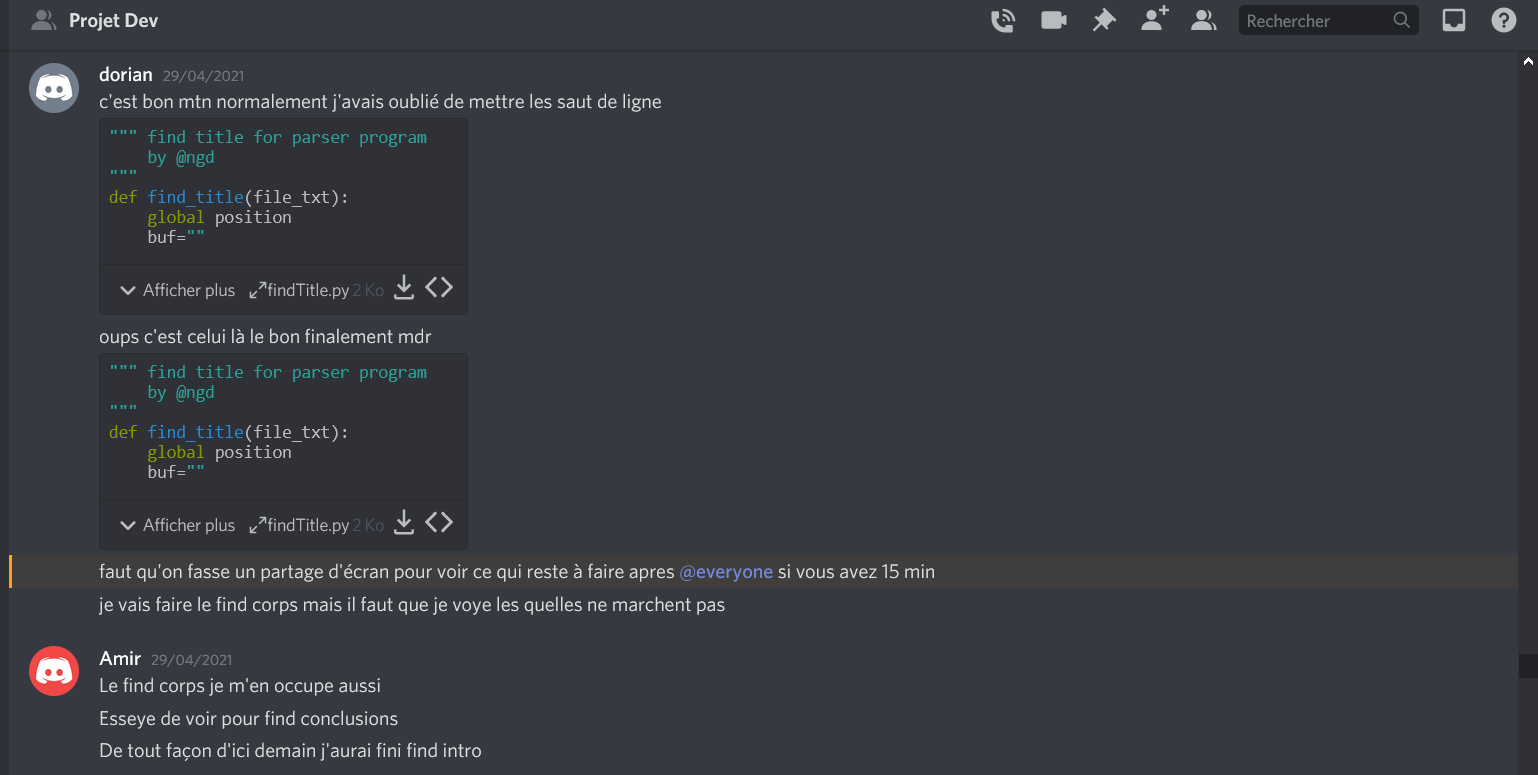 Projet Dev
Rechercher
dorian 29/04/2021
c'est bon mtn normalement j'avais oublié de mettre les saut de ligne
""" find title for parser program
by @ngd
"""
def find_title(file_txt):
global position
buf=""
Afficher plus findTitle.py 2 Ko
oups c'est celui là le bon finalement mdr
""" find title for parser program
by @ngd
"""
def find_title(file_txt):
global position
buf=""
Afficher plus findTitle.py 2 Ko
faut qu'on fasse un partage d'écran pour voir ce qui reste à faire apres @everyone si vous avez 15 min
je vais faire le find corps mais il faut que je voye les quelles ne marchent pas
Amir 29/04/2021
Le find corps je m'en occupe aussi
Esseye de voir pour find conclusions
De tout façon d'ici demain j'aurai fini find intro